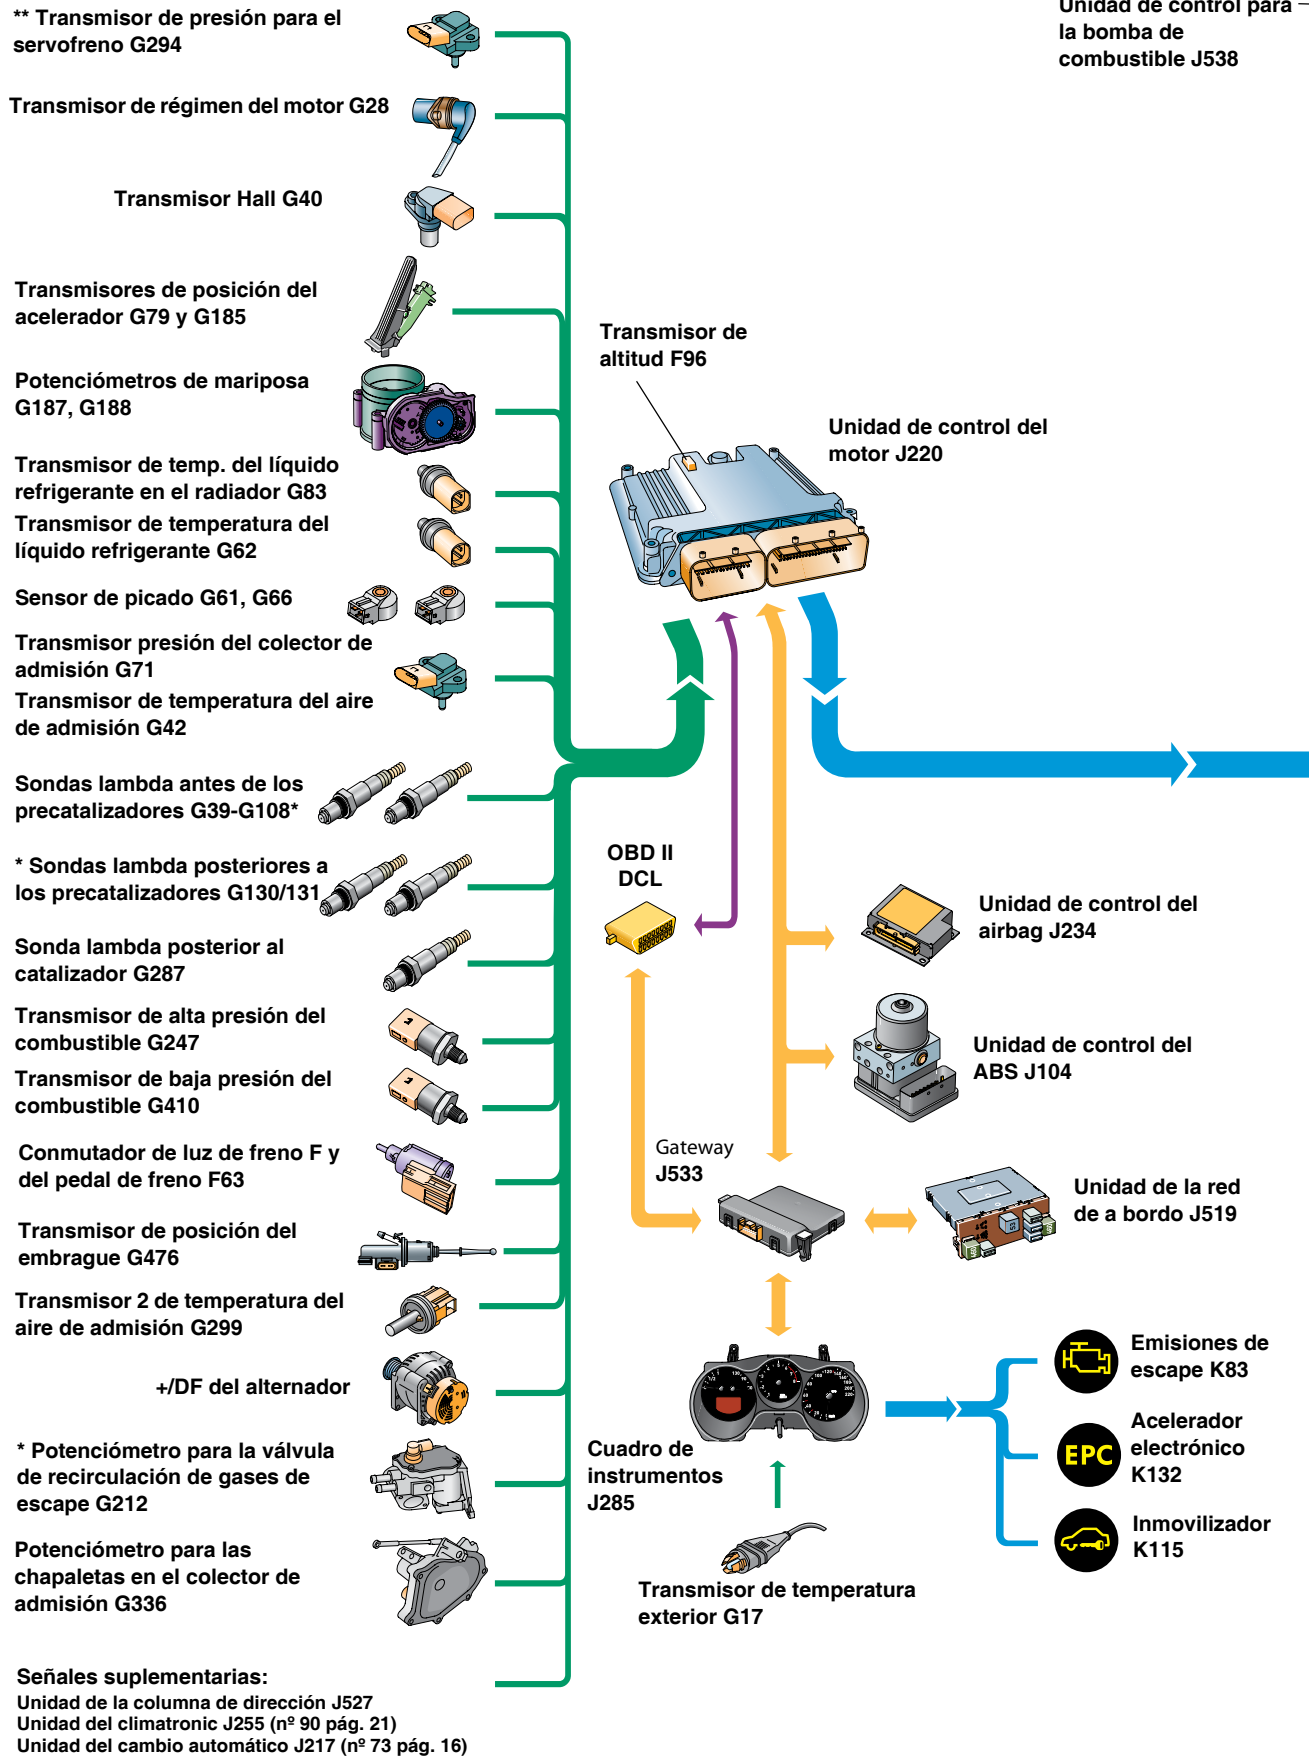 ** Transmisor de presión para el
servofreno G294
Transmisor de régimen del motor G28
Transmisor Hall G40
Transmisores de posición del
acelerador G79 y G185
Potenciómetros de mariposa
G187, G188
Transmisor de temp. del líquido
refrigerante en el radiador G83
Transmisor de temperatura del
líquido refrigerante G62
Sensor de picado G61, G66
Transmisor presión del colector de
admisión G71
Transmisor de temperatura del aire
de admisión G42
Sondas lambda antes de los
precatalizadores G39-G108*
* Sondas lambda posteriores a
los precatalizadores G130/131
Sonda lambda posterior al
catalizador G287
Transmisor de alta presión del
combustible G247
Transmisor de baja presión del
combustible G410
Conmutador de luz de freno F y
del pedal de freno F63
Transmisor de posición del
embrague G476
Transmisor 2 de temperatura del
aire de admisión G299
+/DF del alternador
* Potenciómetro para la válvula
de recirculación de gases de
escape G212
Potenciómetro para las
chapaletas en el colector de
admisión G336
Señales suplementarias:
Unidad de la columna de dirección J527
Unidad del climatronic J255 (nº 90 pág. 21)
Unidad del cambio automático J217 (nº 73 pág. 16)
Unidad de control para
la bomba de
combustible J538
Transmisor de
altitud F96
Unidad de control del
motor J220
OBD II
DCL
Unidad de control del
airbag J234
Unidad de control del
ABS J104
Gateway
J533
Unidad de la red
de a bordo J519
Cuadro de
instrumentos
J285
Transmisor de temperatura
exterior G17
Emisiones de
escape K83
EPC
Acelerador
electrónico
K132
Inmovilizador
K115